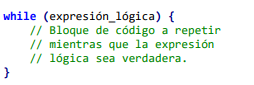 while (expresión_lógica) {
    // Bloque de código a repetir
    // mientras que la expresión
    // lógica sea verdadera.
}